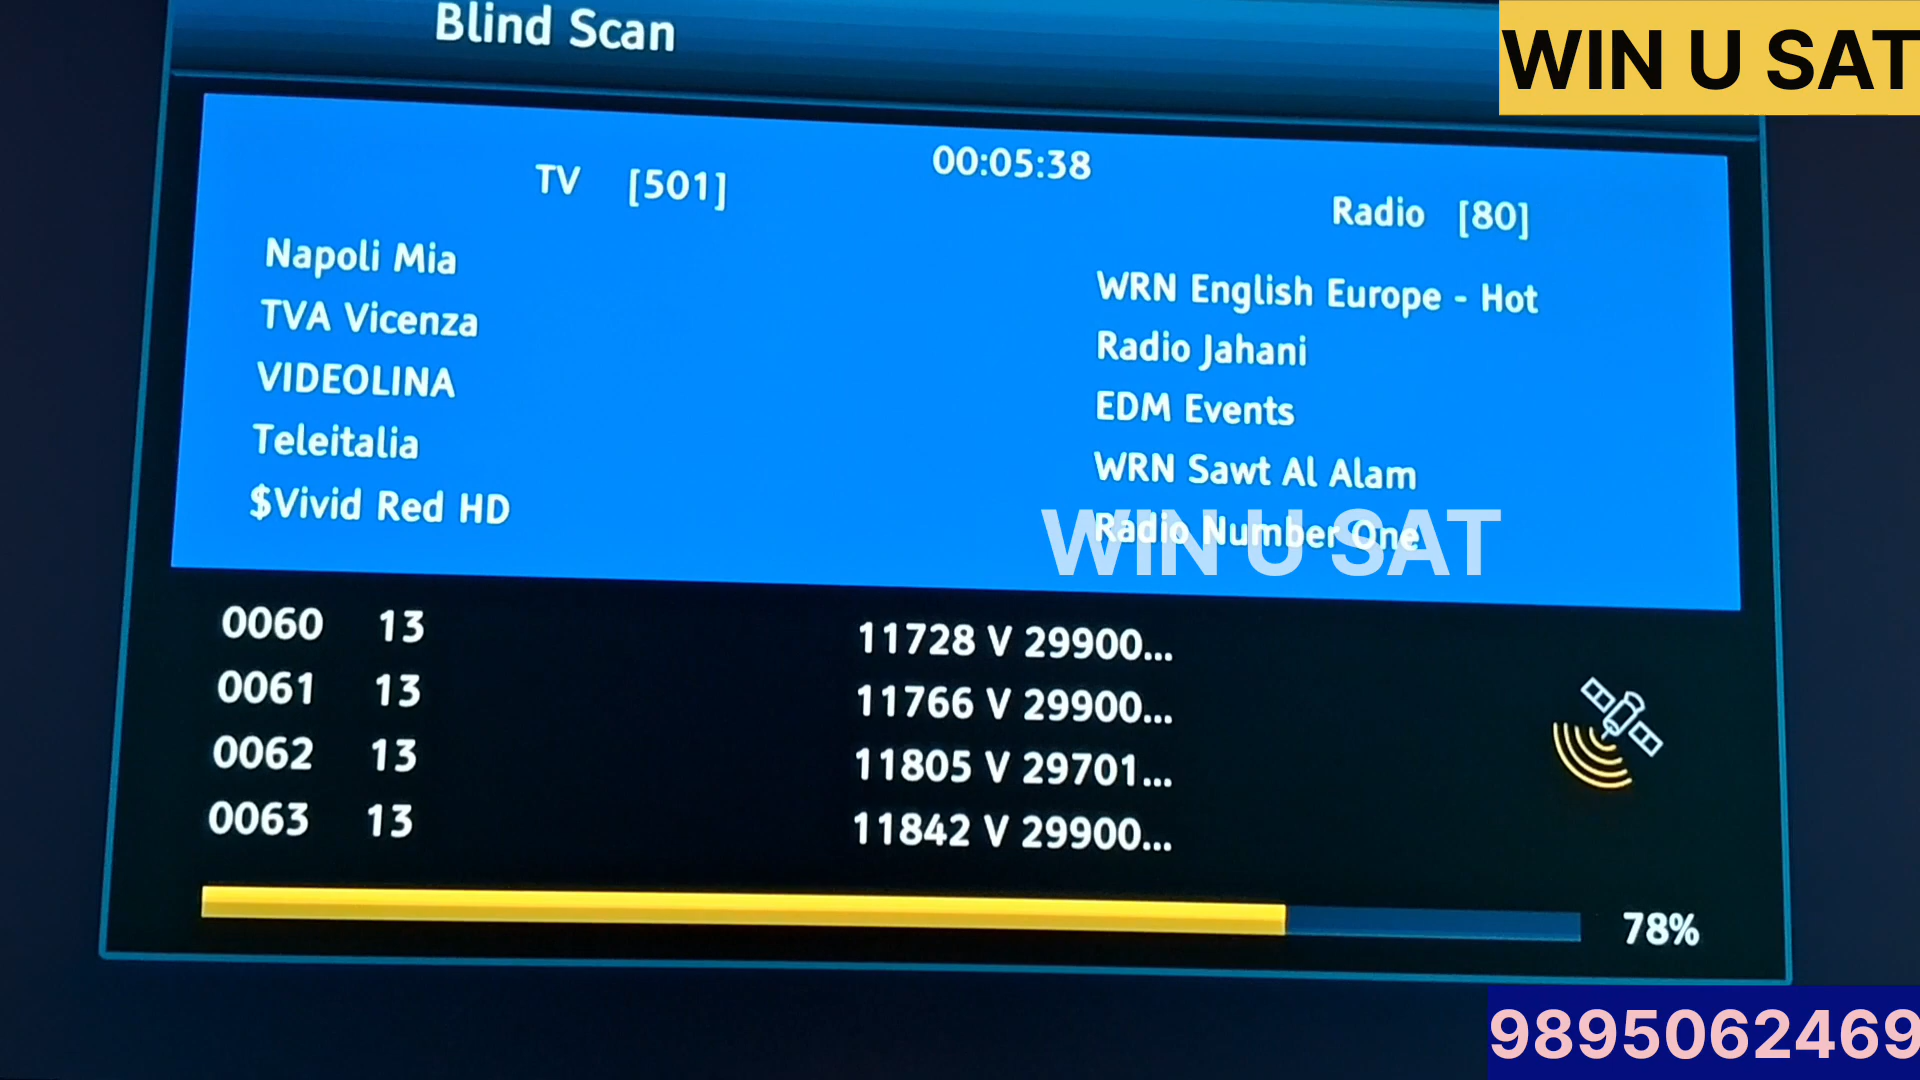 Blind Scan
WIN U SAT
00:05:38
TV [501]
Radio [80]
Napoli Mia
TVA Vicenza
VIDEOLINA
Teleitalia
$Vivid Red HD
WRN English Europe - Hot
Radio Jahani
EDM Events
WRN Sawt Al Alam
Radio Number One
WIN U SAT
0060 13 11728 V 29900...
0061 13 11766 V 29900...
0062 13 11805 V 29701...
0063 13 11842 V 29900...
78%
9895062469